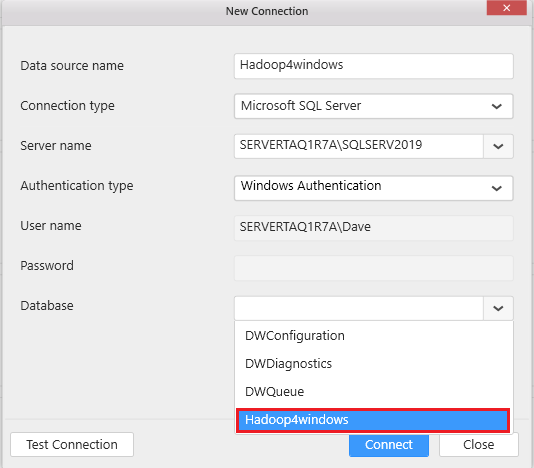 New Connection
Data source name
Hadoop4windows
Connection type
Microsoft SQL Server
Server name
SERVERTAQ1R7A\SQLSERV2019
Authentication type
Windows Authentication
User name
SERVERTAQ1R7A\Dave
Password
Database
DWConfiguration
DWDiagnostics
DWQueue
Hadoop4windows
Test Connection
Connect
Close